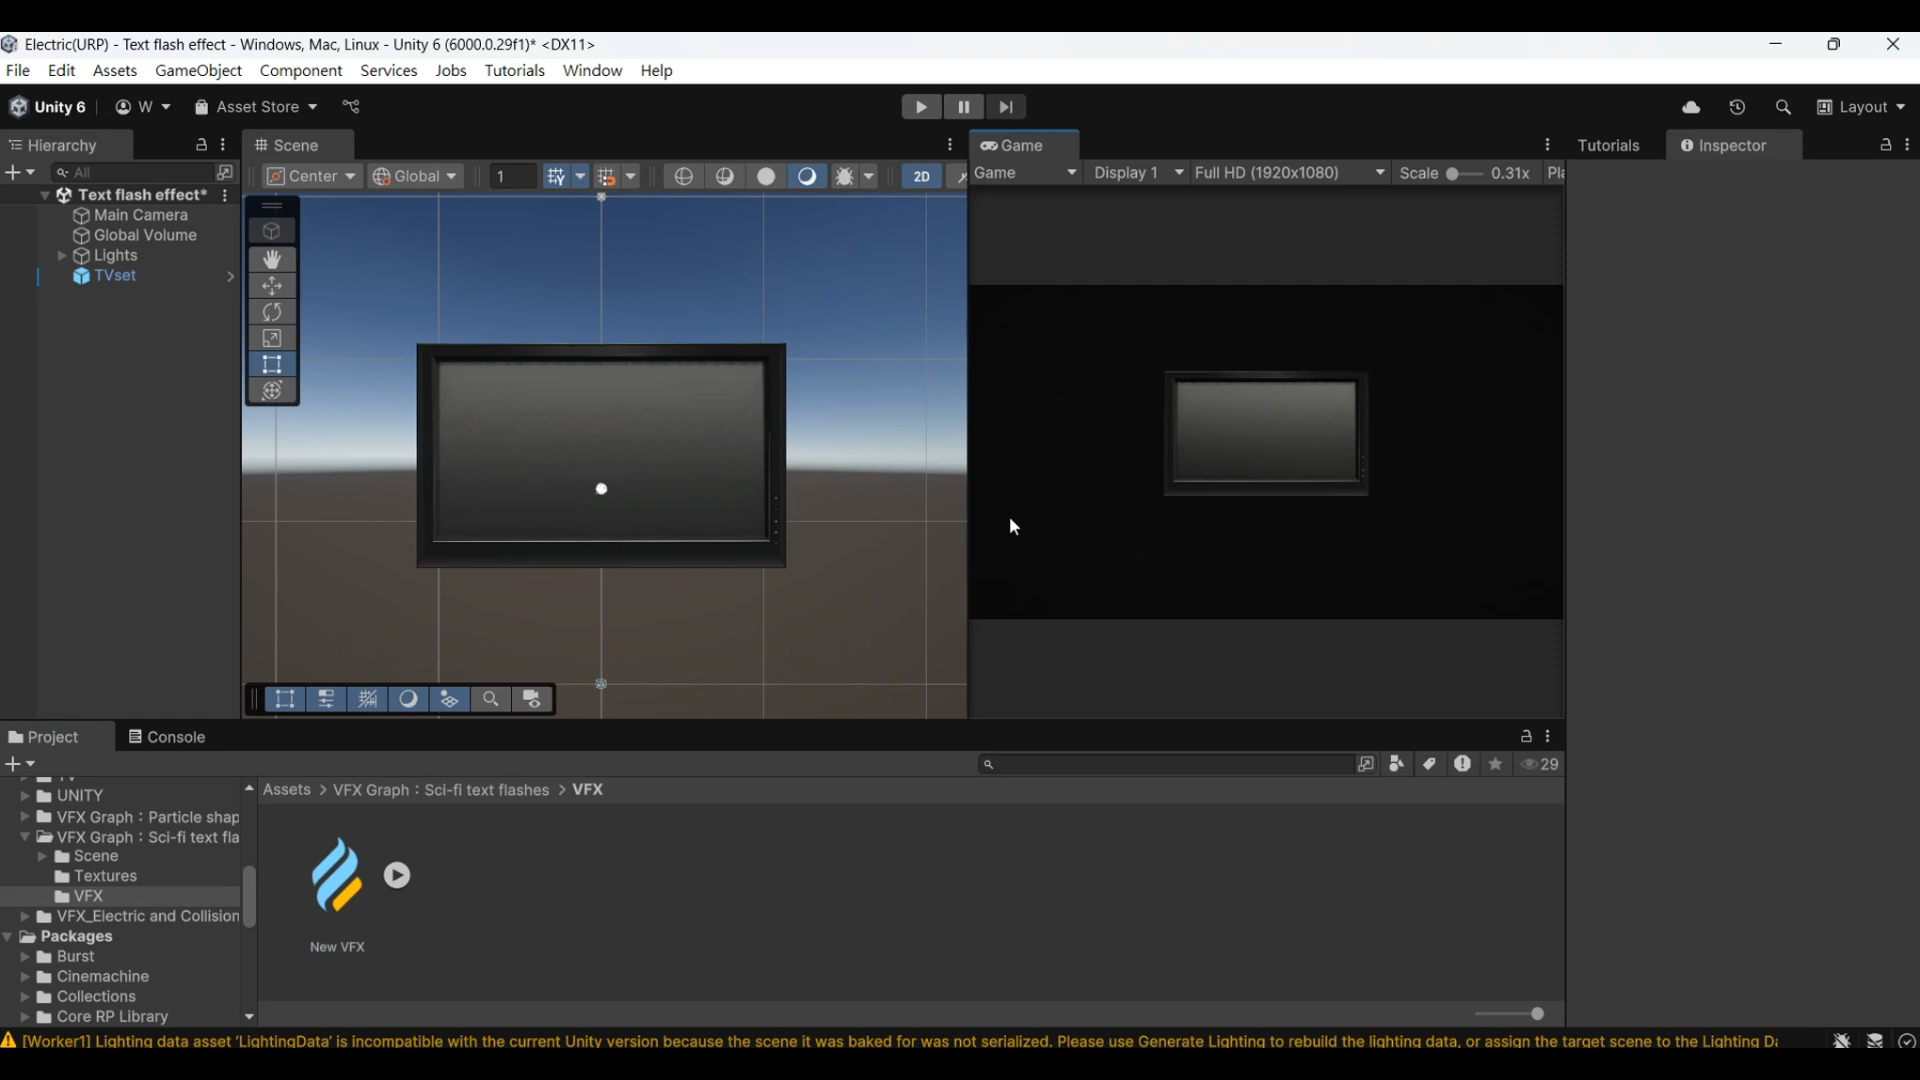 Electric(URP) - Text flash effect - Windows, Mac, Linux - Unity 6 (6000.0.29f1)* <DX11>
File Edit Assets GameObject Component Services Jobs Tutorials Window Help
Unity 6 W Asset Store Layout
Hierarchy Scene Game Tutorials Inspector
All Center Global 1 2D Game Display 1 Full HD (1920x1080) Scale 0.31x Pla
Text flash effect*
Main Camera
Global Volume
Lights
TVset
Project Console
29
UNITY
VFX Graph : Particle shap
VFX Graph : Sci-fi text fla
Scene
Textures
VFX
VFX_Electric and Collision
Packages
Burst
Cinemachine
Collections
Core RP Library
Assets > VFX Graph : Sci-fi text flashes > VFX
New VFX
[Worker1] Lighting data asset 'LightingData' is incompatible with the current Unity version because the scene it was baked for was not serialized. Please use Generate Lighting to rebuild the lighting data, or assign the target scene to the Lighting Da